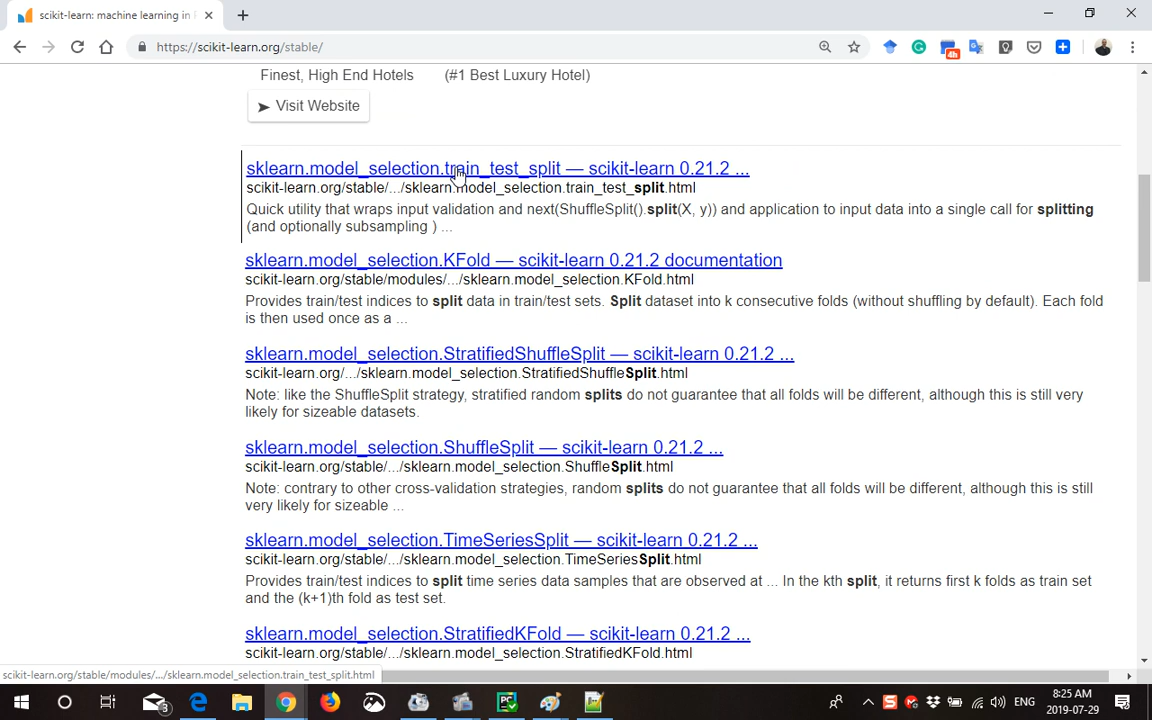 scikit-learn: machine learning in
https://scikit-learn.org/stable/
4h
Finest, High End Hotels (#1 Best Luxury Hotel)
➤ Visit Website
sklearn.model_selection.train_test_split — scikit-learn 0.21.2 ...
scikit-learn.org/stable/.../sklearn.model_selection.train_test_split.html
Quick utility that wraps input validation and next(ShuffleSplit().split(X, y)) and application to input data into a single call for splitting
(and optionally subsampling ) ...
sklearn.model_selection.KFold — scikit-learn 0.21.2 documentation
scikit-learn.org/stable/modules/.../sklearn.model_selection.KFold.html
Provides train/test indices to split data in train/test sets. Split dataset into k consecutive folds (without shuffling by default). Each fold
is then used once as a ...
sklearn.model_selection.StratifiedShuffleSplit — scikit-learn 0.21.2 ...
scikit-learn.org/.../sklearn.model_selection.StratifiedShuffleSplit.html
Note: like the ShuffleSplit strategy, stratified random splits do not guarantee that all folds will be different, although this is still very
likely for sizeable datasets.
sklearn.model_selection.ShuffleSplit — scikit-learn 0.21.2 ...
scikit-learn.org/stable/.../sklearn.model_selection.ShuffleSplit.html
Note: contrary to other cross-validation strategies, random splits do not guarantee that all folds will be different, although this is still
very likely for sizeable ...
sklearn.model_selection.TimeSeriesSplit — scikit-learn 0.21.2 ...
scikit-learn.org/stable/.../sklearn.model_selection.TimeSeriesSplit.html
Provides train/test indices to split time series data samples that are observed at ... In the kth split, it returns first k folds as train set
and the (k+1)th fold as test set.
sklearn.model_selection.StratifiedKFold — scikit-learn 0.21.2 ...
scikit-learn.org/stable/.../sklearn.model_selection.StratifiedKFold.html
scikit-learn.org/stable/modules/.../sklearn.model_selection.train_test_split.html
3
ENG
8:25 AM
2019-07-29